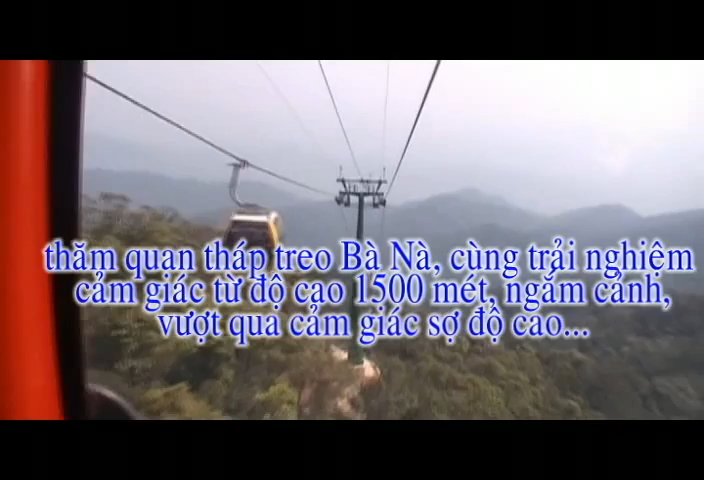 thăm quan tháp treo Bà Nà, cùng trải nghiệm
cảm giác từ độ cao 1500 mét, ngắm cảnh,
vượt qua cảm giác sợ độ cao...